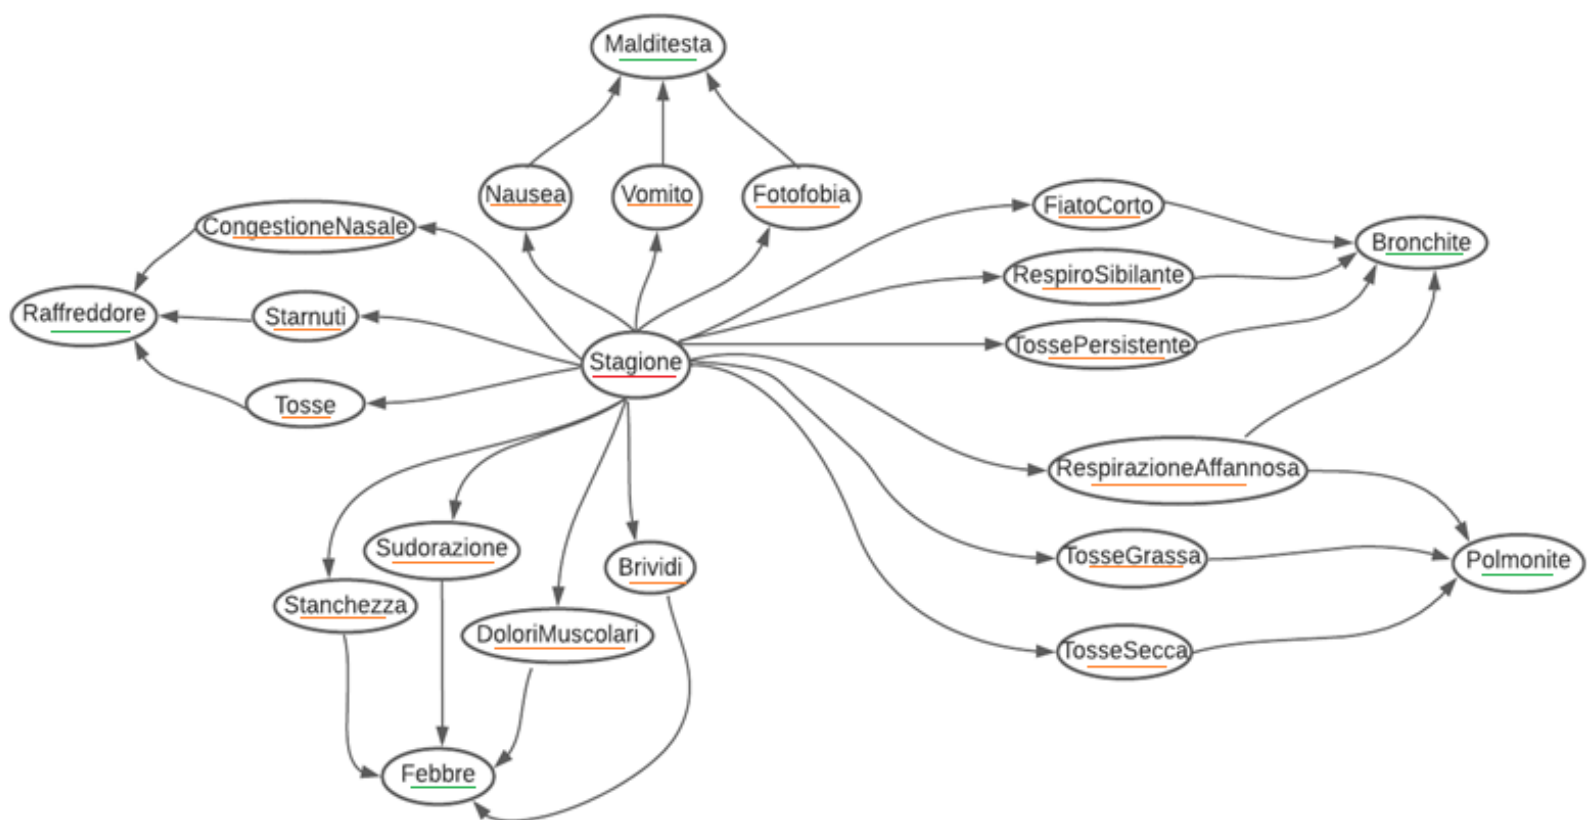 Malditesta
Nausea
Vomito
Fotofobia
CongestioneNasale
FiatoCorto
Bronchite
RespiroSibilante
Raffreddore
Starnuti
TossePersistente
Stagione
Tosse
RespirazioneAffannosa
Sudorazione
Brividi
TosseGrassa
Polmonite
Stanchezza
DoloriMuscolari
TosseSecca
Febbre